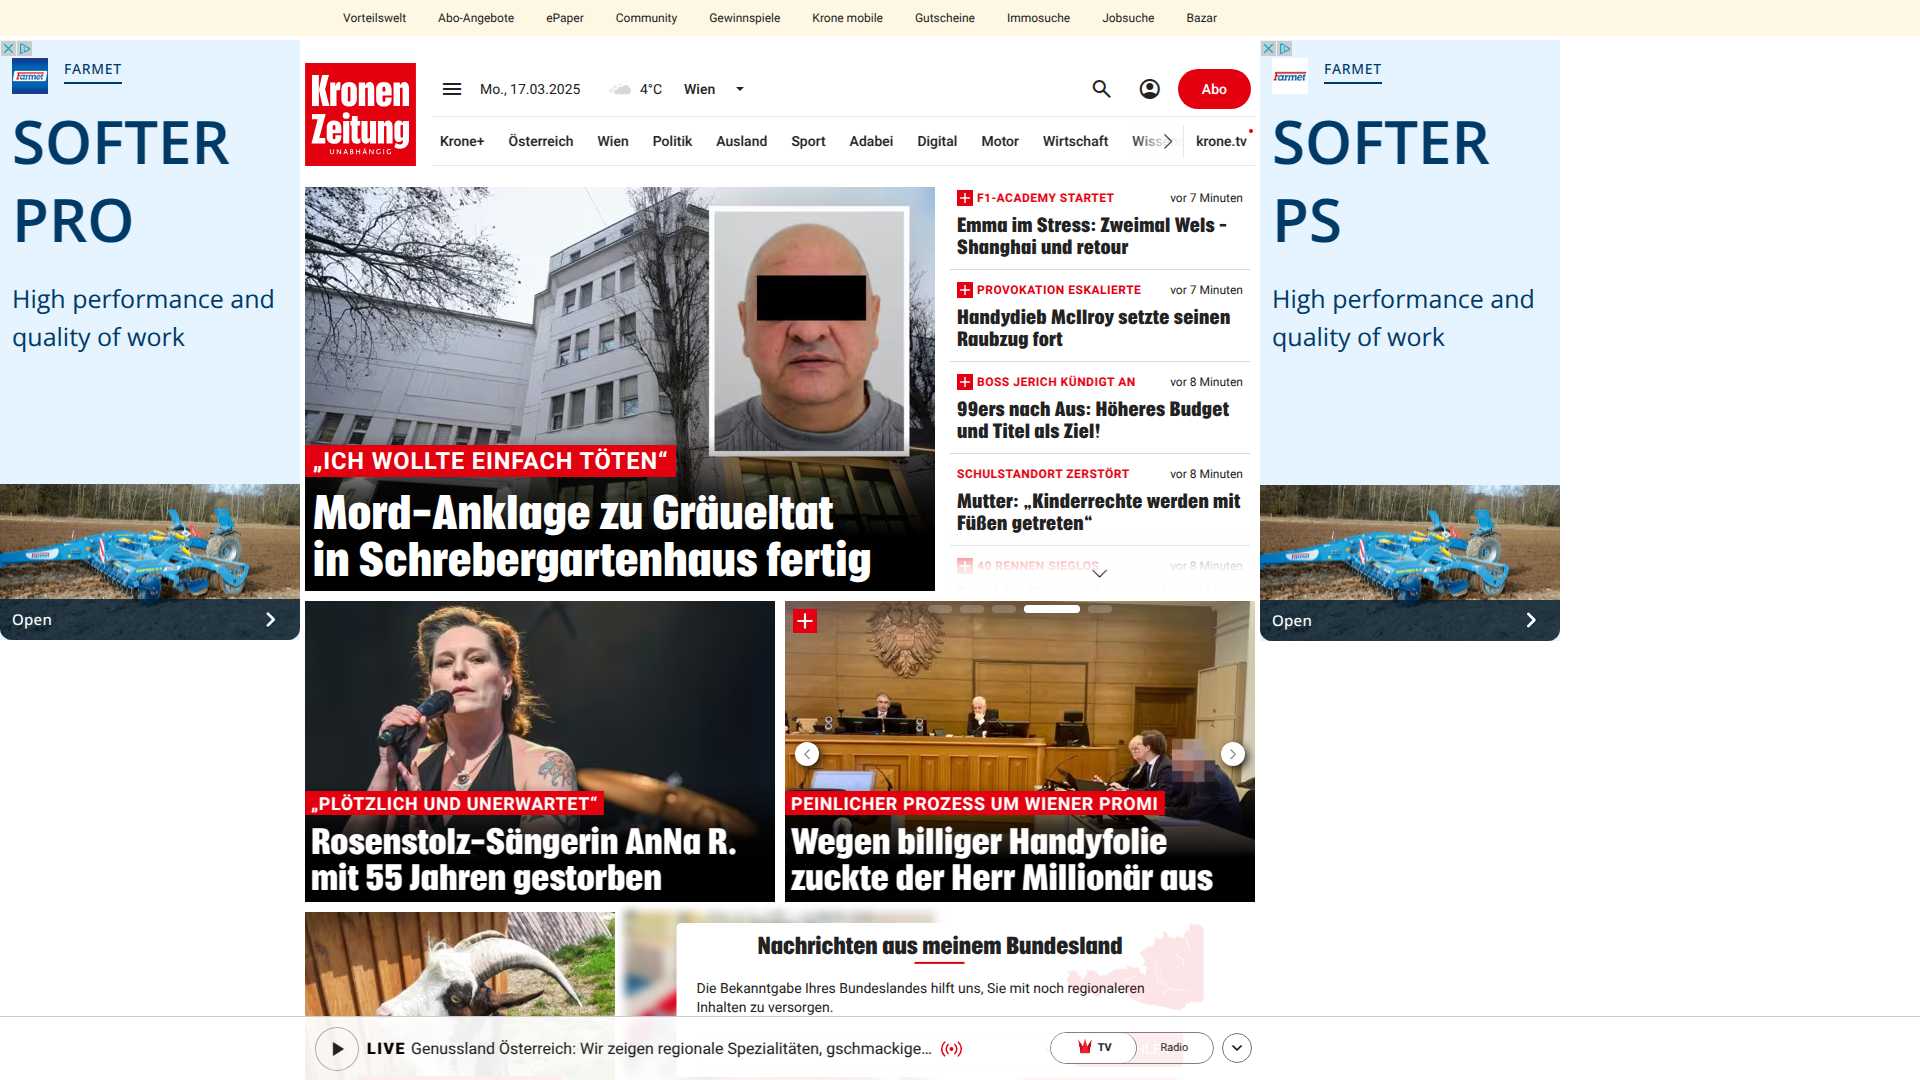 Vorteilswelt Abo-Angebote ePaper Community Gewinnspiele Krone mobile Gutscheine Immosuche Jobsuche Bazar
FARMET
SOFTER
PRO
High performance and
quality of work
Open
Kronen
Zeitung
UNABHÄNGIG
Mo., 17.03.2025 4°C Wien
Abo
Krone+ Österreich Wien Politik Ausland Sport Adabei Digital Motor Wirtschaft Wiss krone.tv
„ICH WOLLTE EINFACH TÖTEN“
Mord-Anklage zu Gräueltat
in Schrebergartenhaus fertig
F1-ACADEMY STARTET vor 7 Minuten
Emma im Stress: Zweimal Wels -
Shanghai und retour
PROVOKATION ESKALIERTE vor 7 Minuten
Handydieb McIlroy setzte seinen
Raubzug fort
BOSS JERICH KÜNDIGT AN vor 8 Minuten
99ers nach Aus: Höheres Budget
und Titel als Ziel!
SCHULSTANDORT ZERSTÖRT vor 8 Minuten
Mutter: „Kinderrechte werden mit
Füßen getreten“
40 RENNEN SIEGLOS vor 8 Minuten
„PLÖTZLICH UND UNERWARTET“
Rosenstolz-Sängerin AnNa R.
mit 55 Jahren gestorben
PEINLICHER PROZESS UM WIENER PROMI
Wegen billiger Handyfolie
zuckte der Herr Millionär aus
Nachrichten aus meinem Bundesland
Die Bekanntgabe Ihres Bundeslandes hilft uns, Sie mit noch regionaleren
Inhalten zu versorgen.
LIVE Genussland Österreich: Wir zeigen regionale Spezialitäten, gschmackige...
TV Radio
Farmet
FARMET
SOFTER
PS
High performance and
quality of work
Open